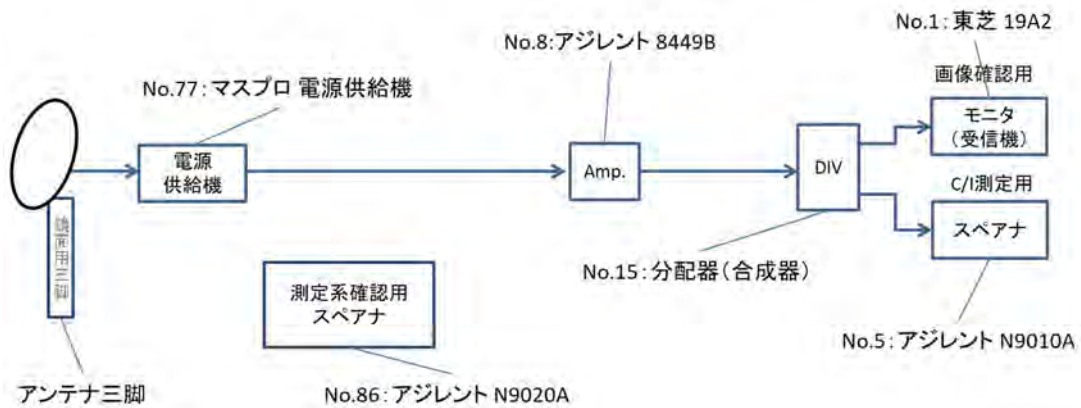 No.1：東芝 19A2
No.8：アジレント 8449B
画像確認用
No.77：マスプロ 電源供給機
モニタ
（受信機）
電源
供給機
Amp.
DIV
C/I測定用
スペアナ
No.15：分配器（合成器）
測定系確認用
スペアナ
No.5：アジレント N9010A
アンテナ三脚
No.86：アジレント N9020A